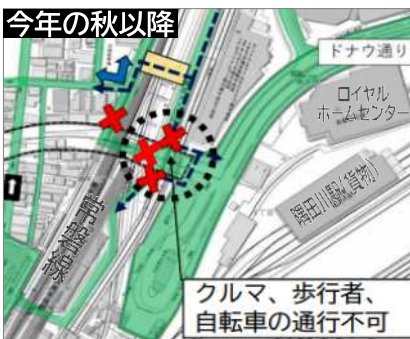 今年の秋以降
ドナウ通り
ロイヤル
ホームセンター
隅田川駅(貨物)
常磐線
クルマ、歩行者、
自転車の通行不可